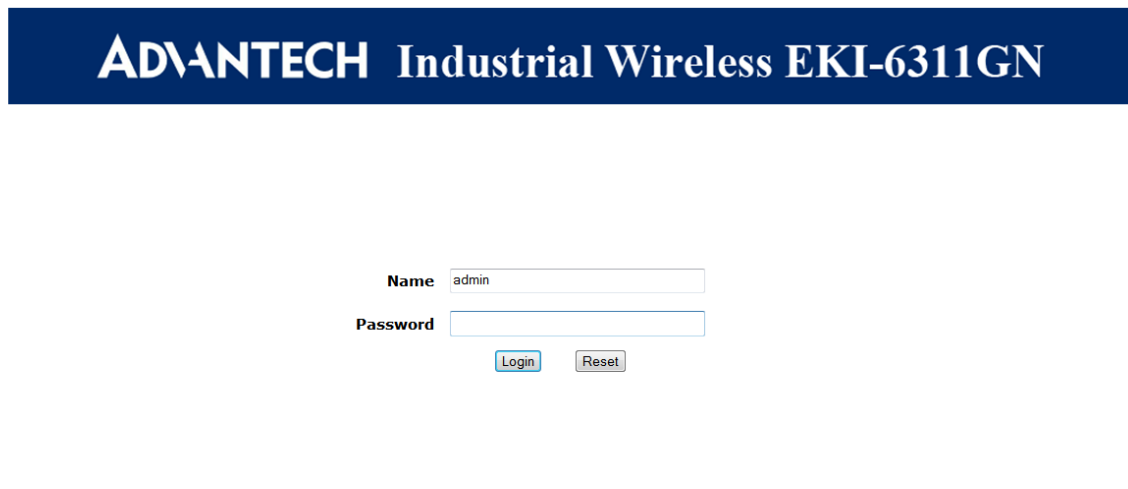 ADVANTECH Industrial Wireless EKI-6311GN
Name admin
Password
Login Reset